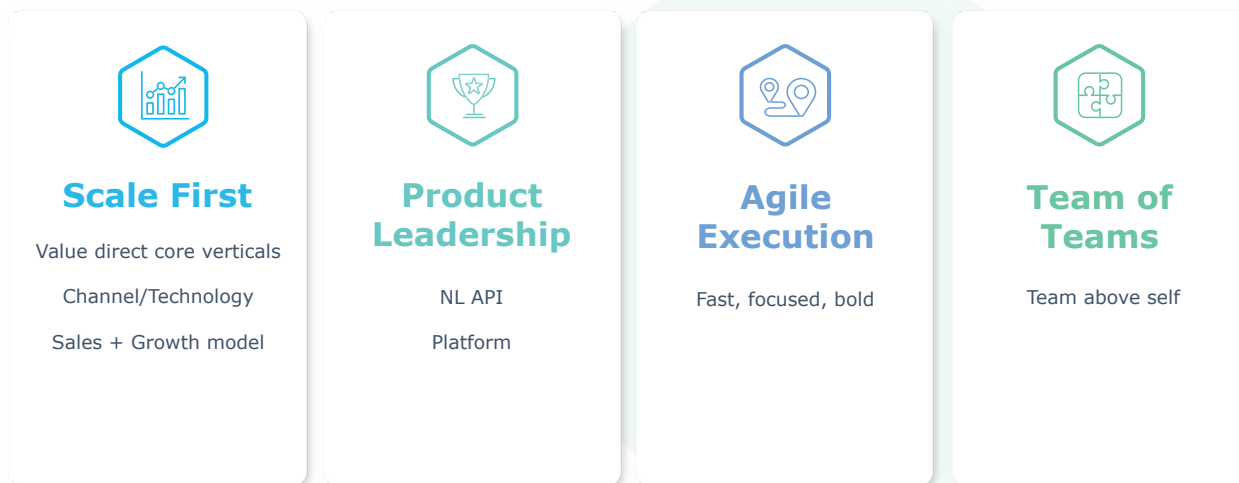 Scale First
Value direct core verticals
Channel/Technology
Sales + Growth model
Product
Leadership
NL API
Platform
Agile
Execution
Fast, focused, bold
Team of
Teams
Team above self